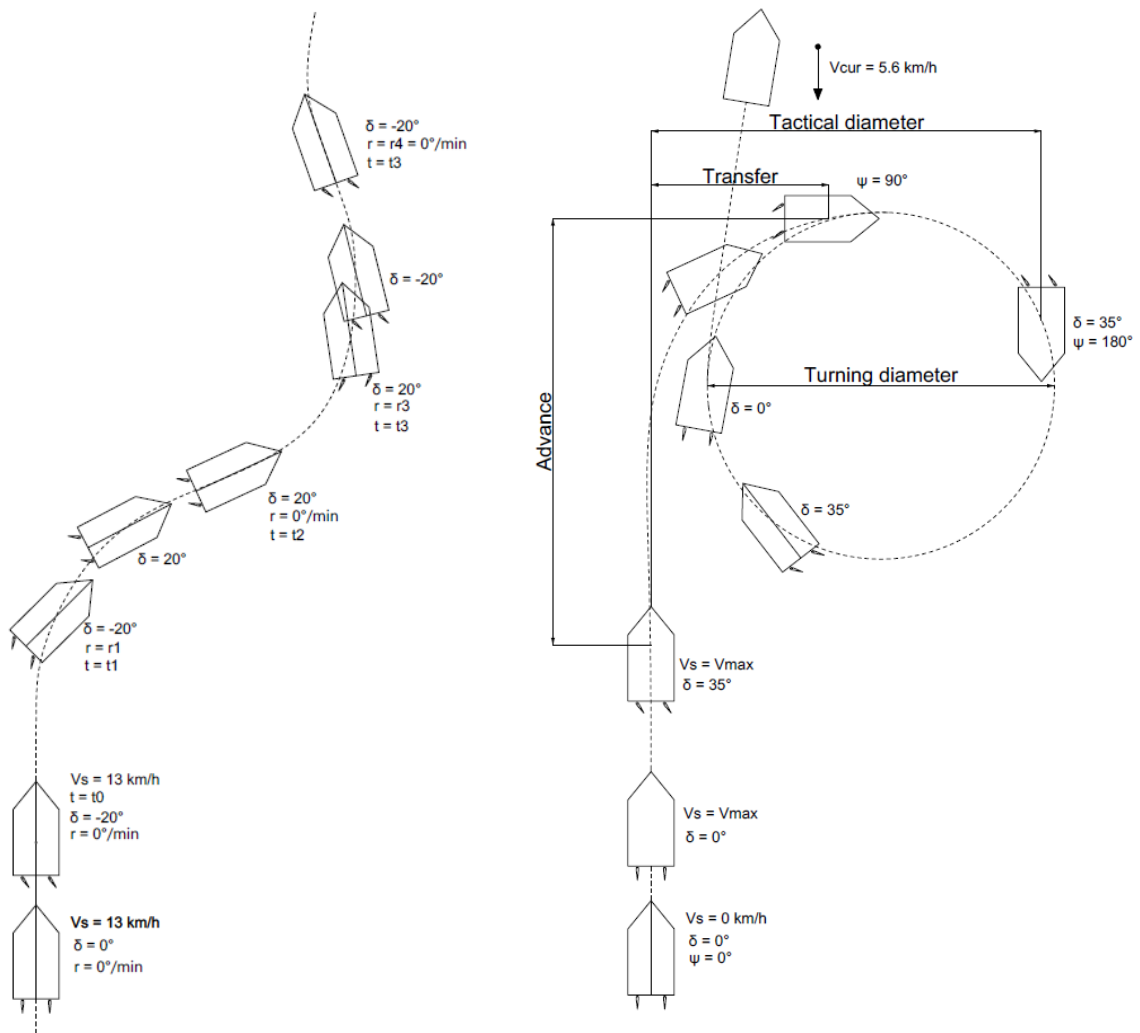 δ = -20°
r = r4 = 0°/min
t = t3
δ = -20°
δ = 20°
r = r3
t = t3
δ = 20°
r = 0°/min
t = t2
δ = 20°
δ = -20°
r = r1
t = t1
Vs = 13 km/h
t = t0
δ = -20°
r = 0°/min
Vs = 13 km/h
δ = 0°
r = 0°/min
Vcur = 5.6 km/h
Tactical diameter
Transfer
ψ = 90°
δ = 35°
ψ = 180°
Turning diameter
δ = 0°
Advance
δ = 35°
Vs = Vmax
δ = 35°
Vs = Vmax
δ = 0°
Vs = 0 km/h
δ = 0°
ψ = 0°